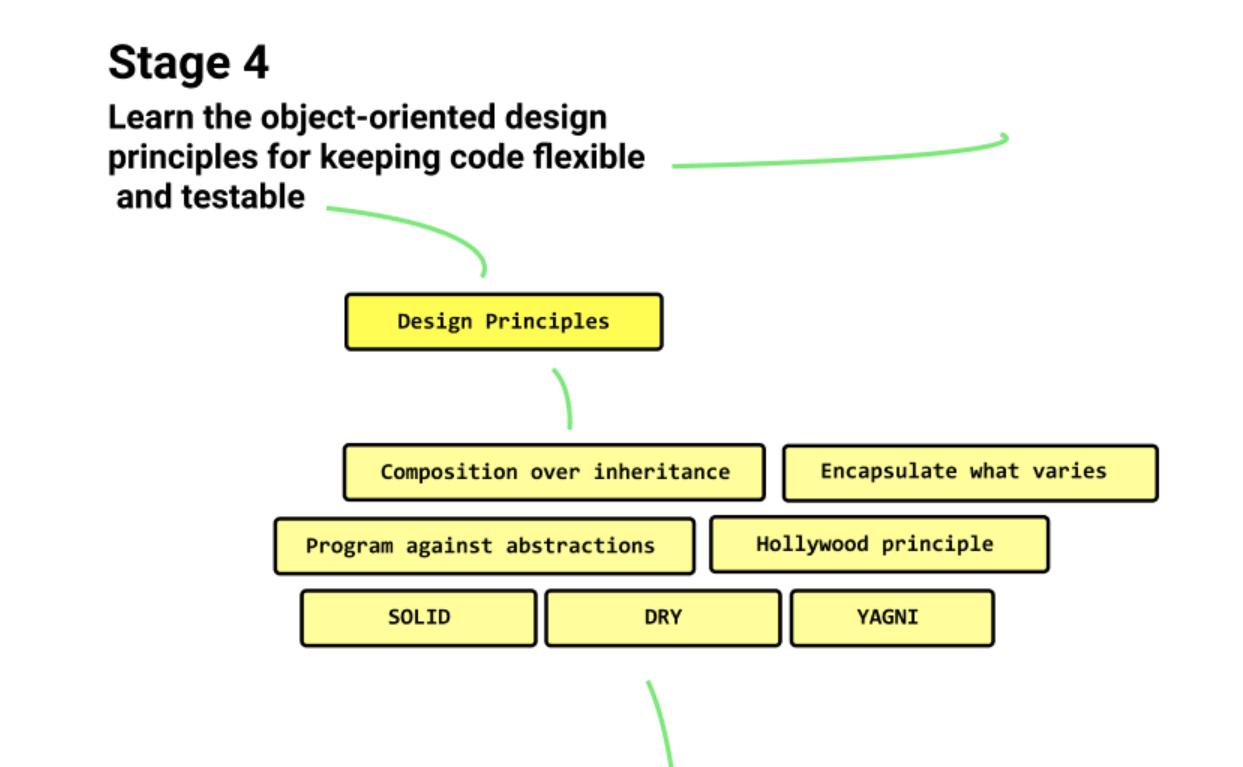 Stage 4
Learn the object-oriented design
principles for keeping code flexible
and testable
Design Principles
Composition over inheritance
Encapsulate what varies
Program against abstractions
Hollywood principle
SOLID
DRY
YAGNI